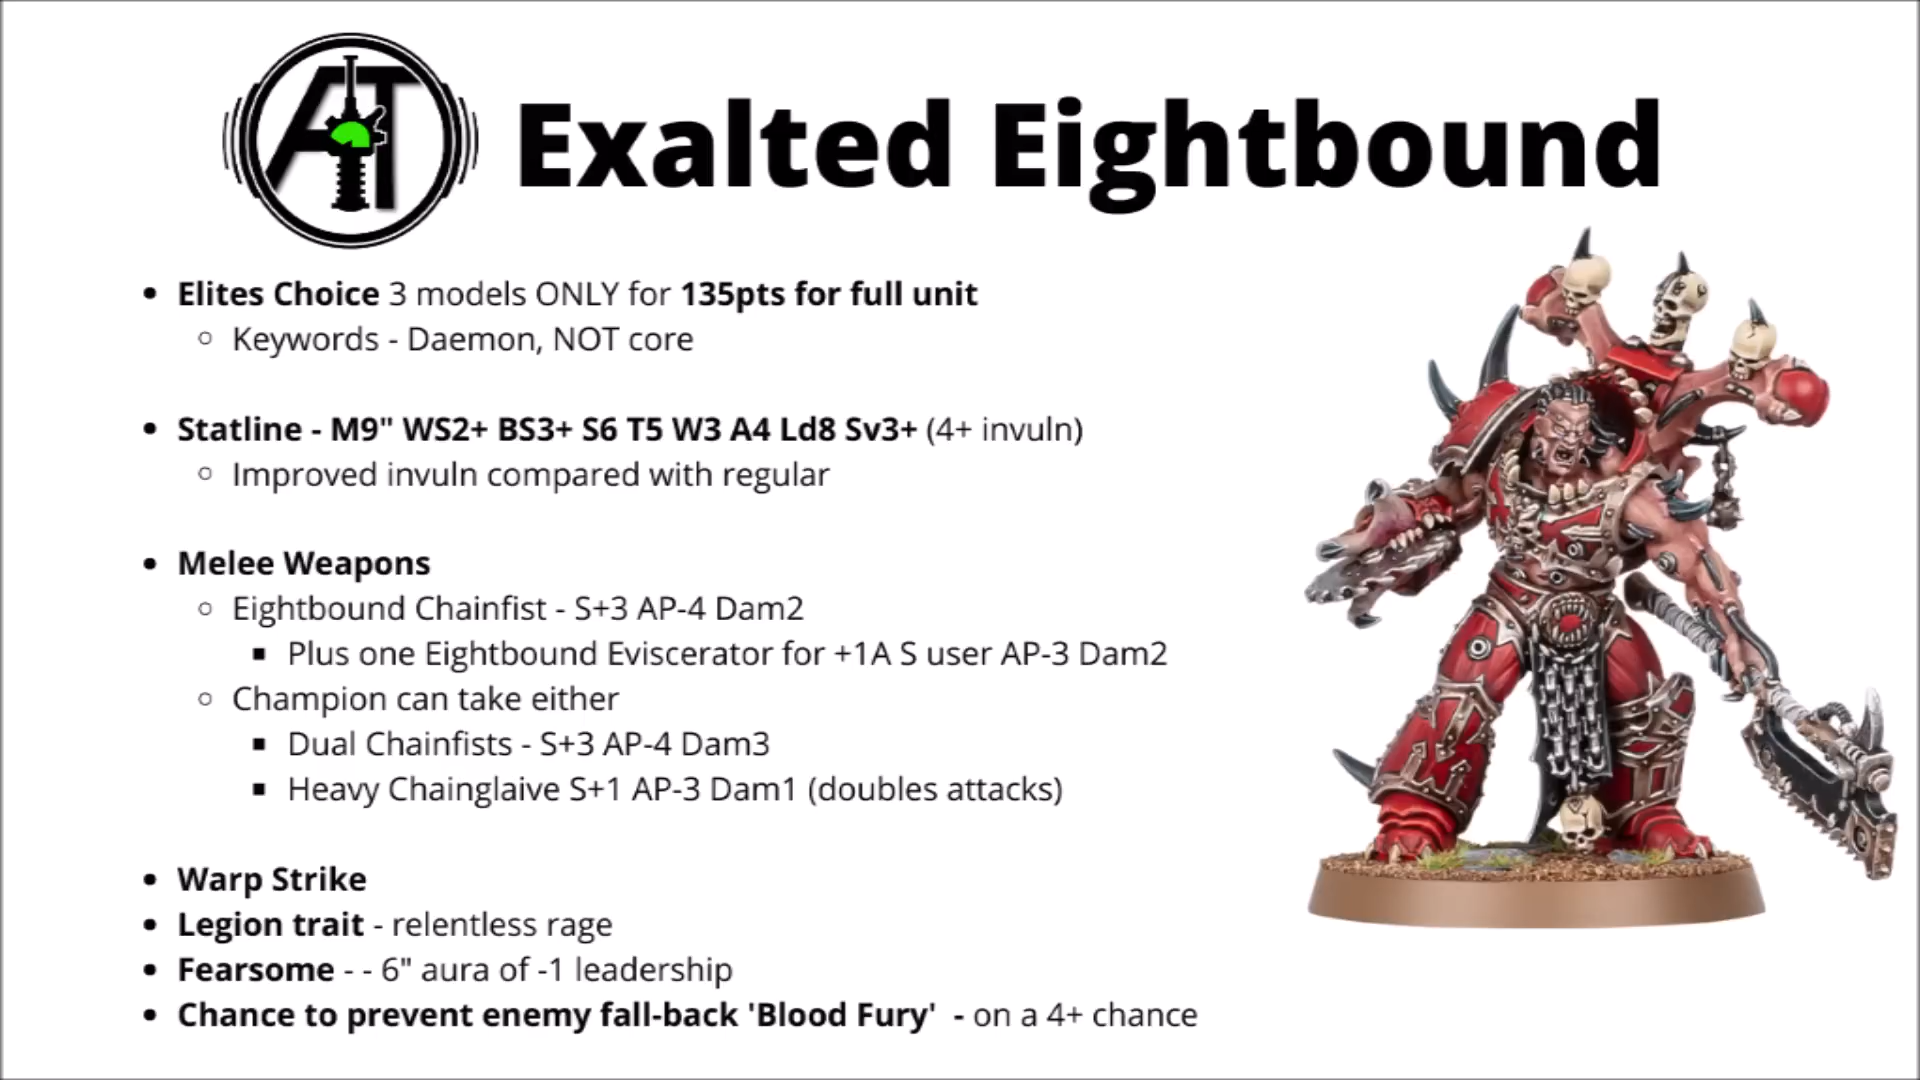 AT
Exalted Eightbound
• Elites Choice 3 models ONLY for 135pts for full unit
○ Keywords - Daemon, NOT core
• Statline - M9" WS2+ BS3+ S6 T5 W3 A4 Ld8 Sv3+ (4+ invuln)
○ Improved invuln compared with regular
• Melee Weapons
○ Eightbound Chainfist - S+3 AP-4 Dam2
▪ Plus one Eightbound Eviscerator for +1A S user AP-3 Dam2
○ Champion can take either
▪ Dual Chainfists - S+3 AP-4 Dam3
▪ Heavy Chainglaive S+1 AP-3 Dam1 (doubles attacks)
• Warp Strike
• Legion trait - relentless rage
• Fearsome - - 6" aura of -1 leadership
• Chance to prevent enemy fall-back 'Blood Fury' - on a 4+ chance